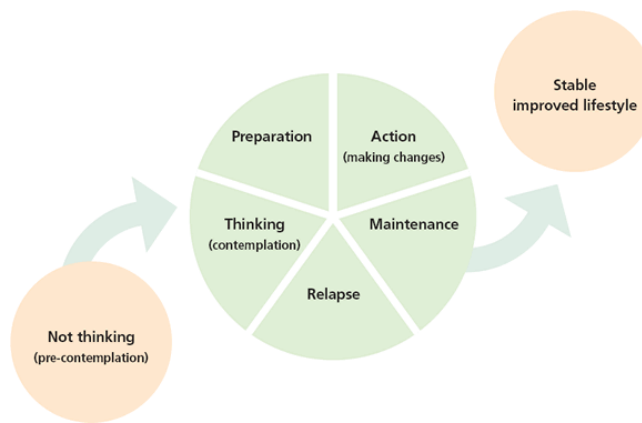 Stable
improved lifestyle
Preparation
Action
(making changes)
Thinking
(contemplation)
Maintenance
Relapse
Not thinking
(pre-contemplation)